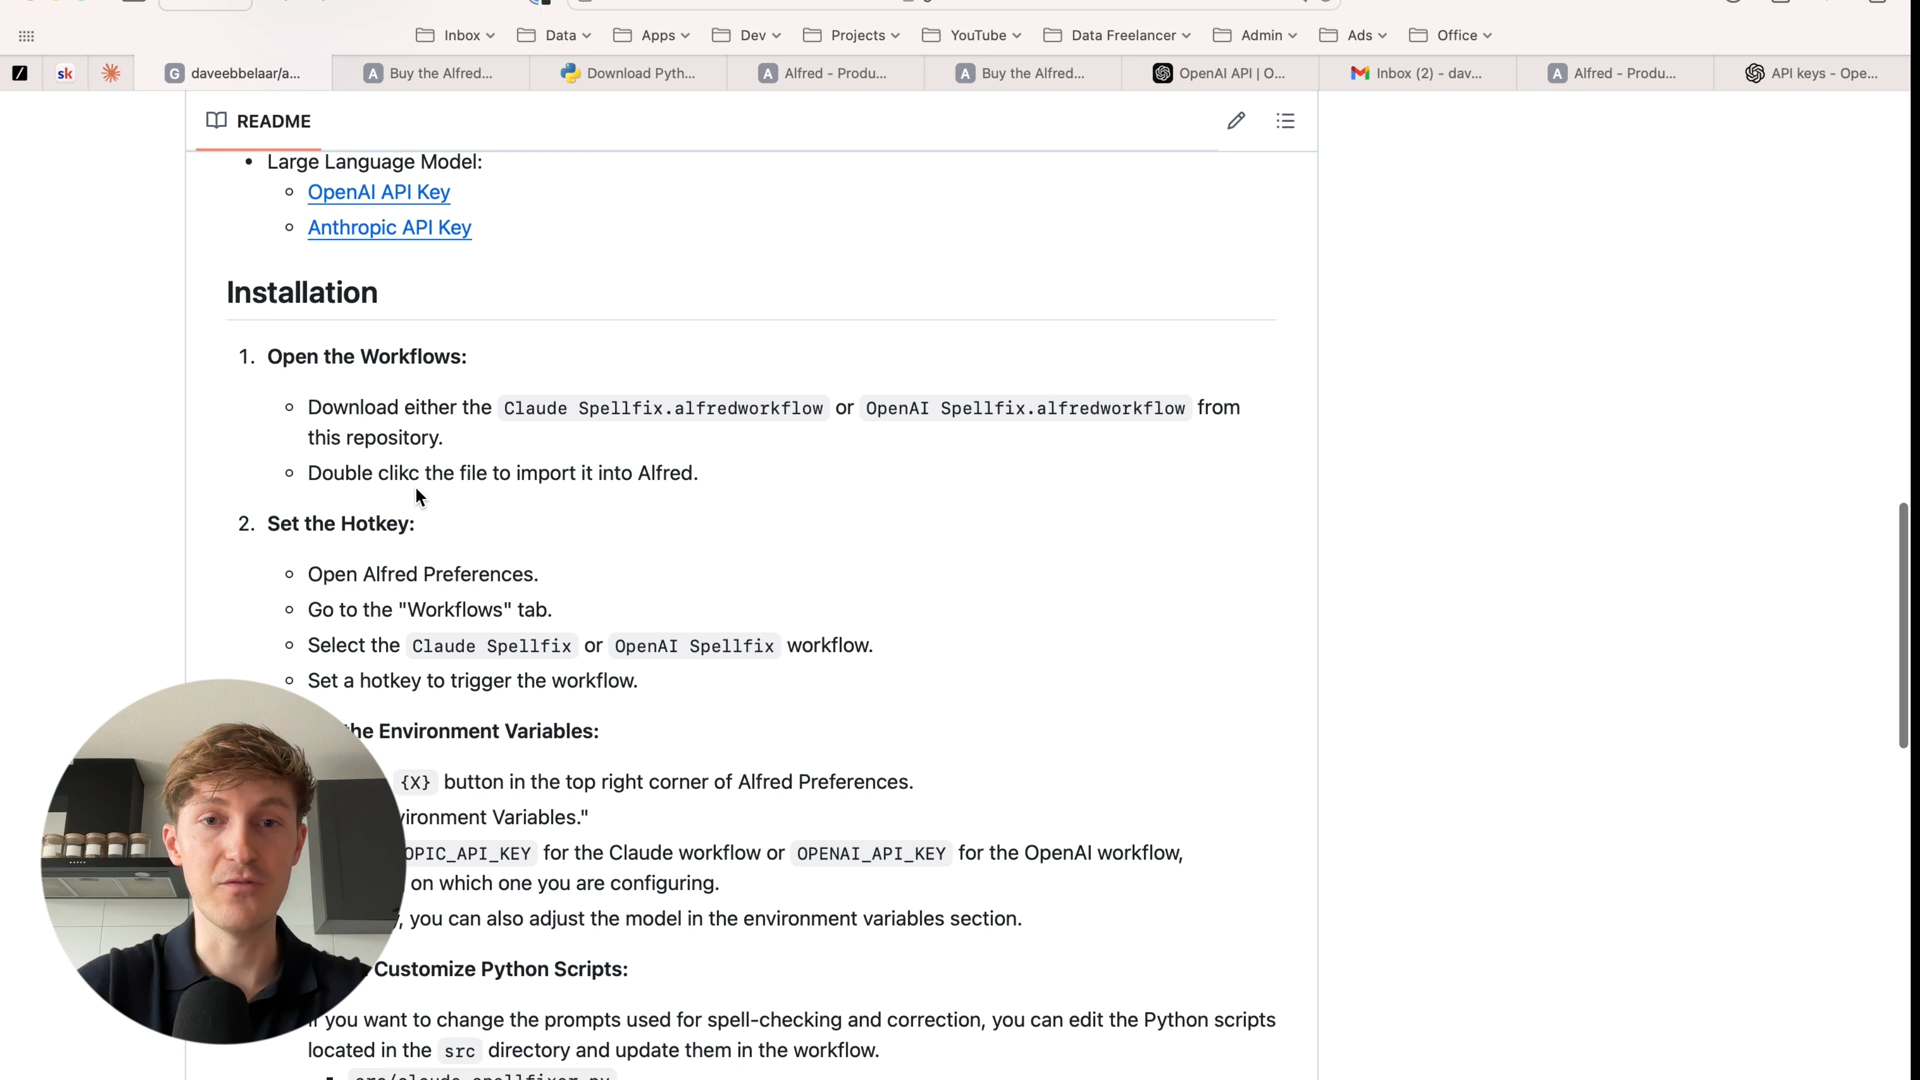 Inbox
Data
Apps
Dev
Projects
YouTube
Data Freelancer
Admin
Ads
Office
sk
G daveebbelaar/a...
A Buy the Alfred...
Download Pyth...
A Alfred - Produ...
A Buy the Alfred...
OpenAI API | O...
Inbox (2) - dav...
A Alfred - Produ...
API keys - Ope...
README
• Large Language Model:
OpenAI API Key
Anthropic API Key
Installation
1. Open the Workflows:
Download either the Claude Spellfix.alfredworkflow or OpenAI Spellfix.alfredworkflow from
this repository.
Double clikc the file to import it into Alfred.
2. Set the Hotkey:
Open Alfred Preferences.
Go to the "Workflows" tab.
Select the Claude Spellfix or OpenAI Spellfix workflow.
Set a hotkey to trigger the workflow.
the Environment Variables:
{X} button in the top right corner of Alfred Preferences.
vironment Variables."
OPIC_API_KEY for the Claude workflow or OPENAI_API_KEY for the OpenAI workflow,
on which one you are configuring.
, you can also adjust the model in the environment variables section.
Customize Python Scripts:
If you want to change the prompts used for spell-checking and correction, you can edit the Python scripts
located in the src directory and update them in the workflow.
src/claude_spellfixer.py